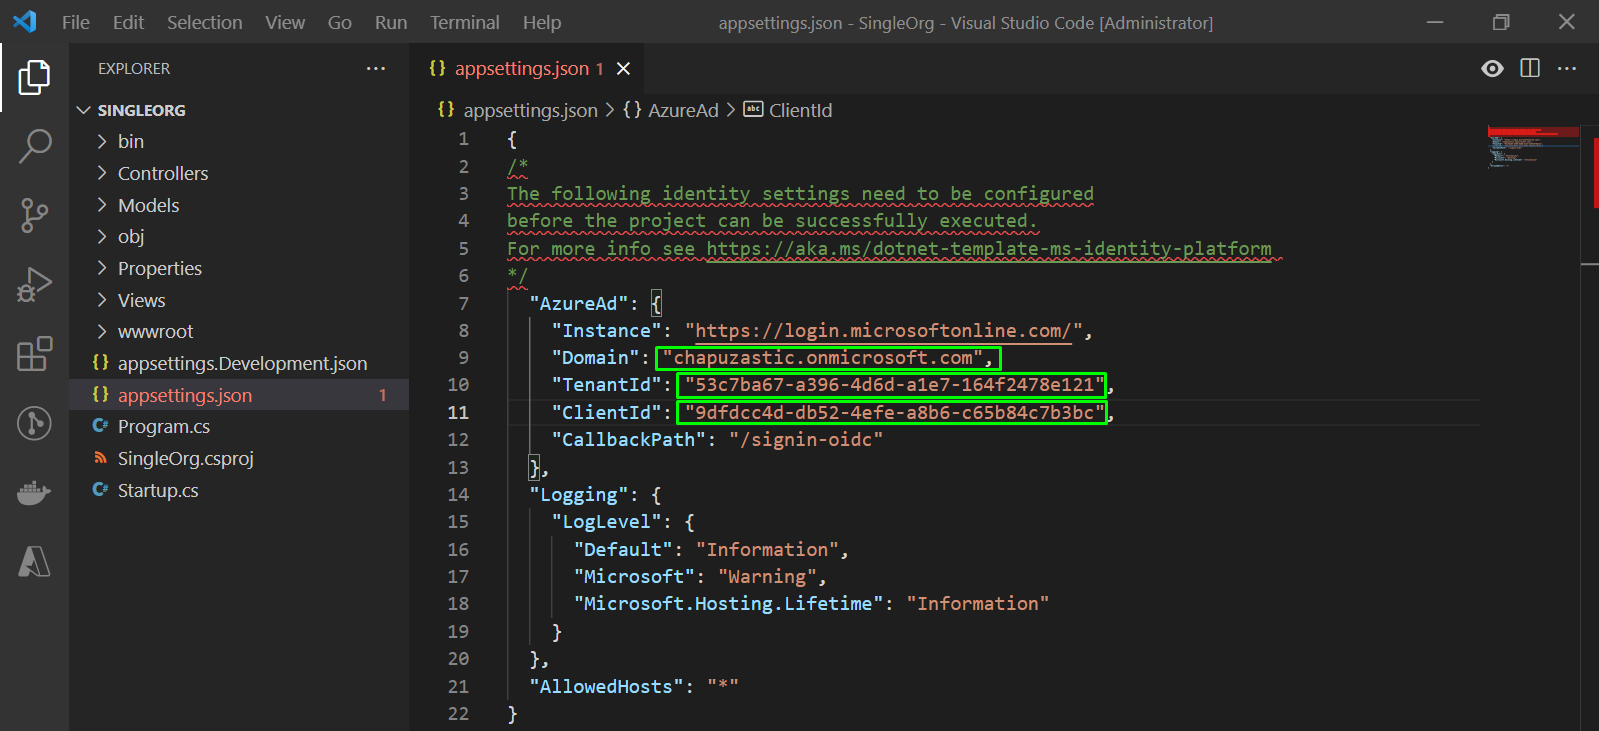 File Edit Selection View Go Run Terminal Help appsettings.json - SingleOrg - Visual Studio Code [Administrator]
EXPLORER ···
SINGLEORG
bin
Controllers
Models
obj
Properties
Views
wwwroot
{} appsettings.Development.json
{} appsettings.json 1
C# Program.cs
SingleOrg.csproj
C# Startup.cs
{} appsettings.json 1 ×
{} appsettings.json > {} AzureAd > abc ClientId
1 {
2 /*
3 The following identity settings need to be configured
4 before the project can be successfully executed.
5 For more info see https://aka.ms/dotnet-template-ms-identity-platform
6 */
7 "AzureAd": {
8 "Instance": "https://login.microsoftonline.com/",
9 "Domain": "chapuzastic.onmicrosoft.com",
10 "TenantId": "53c7ba67-a396-4d6d-a1e7-164f2478e121",
11 "ClientId": "9dfdcc4d-db52-4efe-a8b6-c65b84c7b3bc",
12 "CallbackPath": "/signin-oidc"
13 },
14 "Logging": {
15 "LogLevel": {
16 "Default": "Information",
17 "Microsoft": "Warning",
18 "Microsoft.Hosting.Lifetime": "Information"
19 }
20 },
21 "AllowedHosts": "*"
22 }